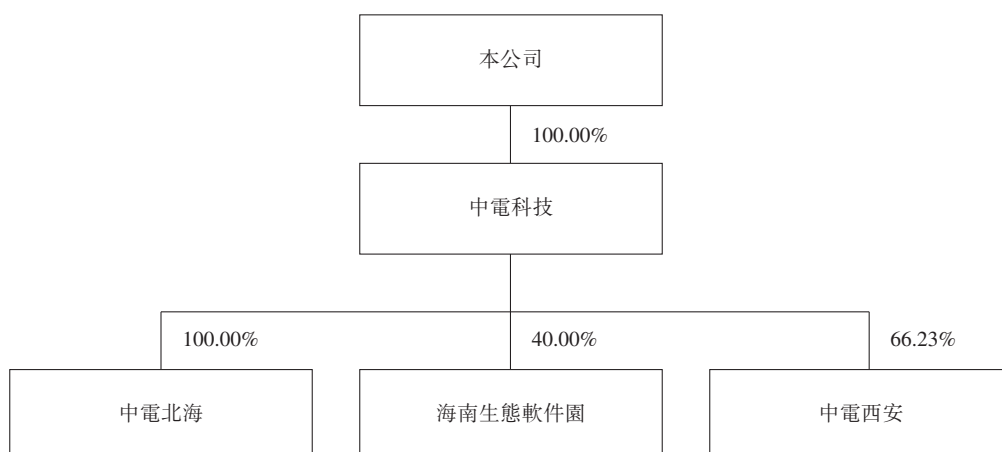 本公司
100.00%
中電科技
100.00%
40.00%
66.23%
中電北海
海南生態軟件園
中電西安